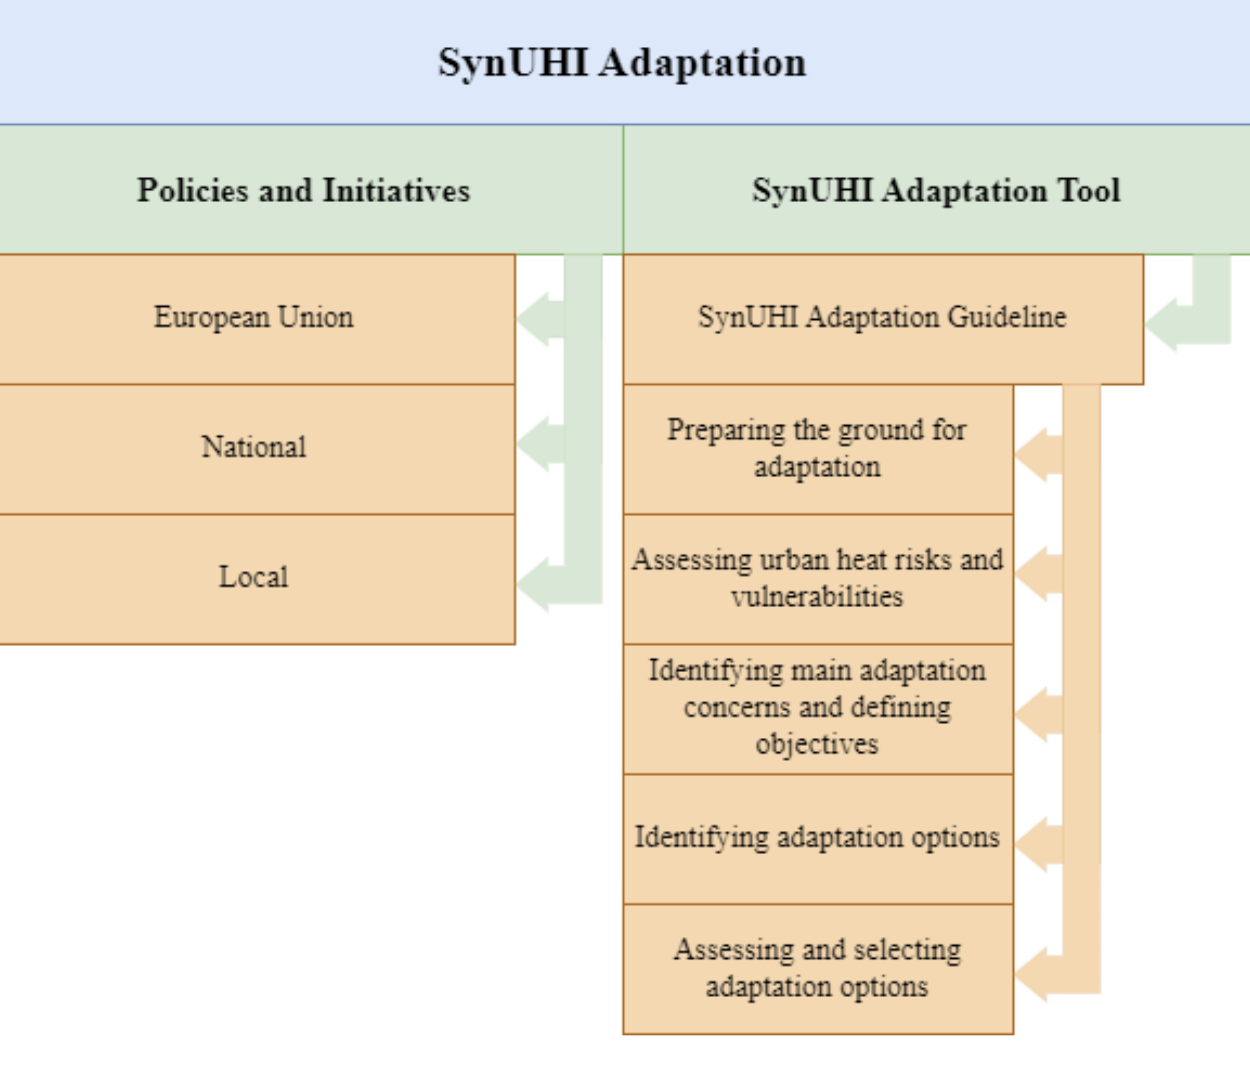 SynUHI Adaptation
Policies and Initiatives
European Union
National
Local
SynUHI Adaptation Tool
SynUHI Adaptation Guideline
Preparing the ground for
adaptation
Assessing urban heat risks and
vulnerabilities
Identifying main adaptation
concerns and defining
objectives
Identifying adaptation options
Assessing and selecting
adaptation options